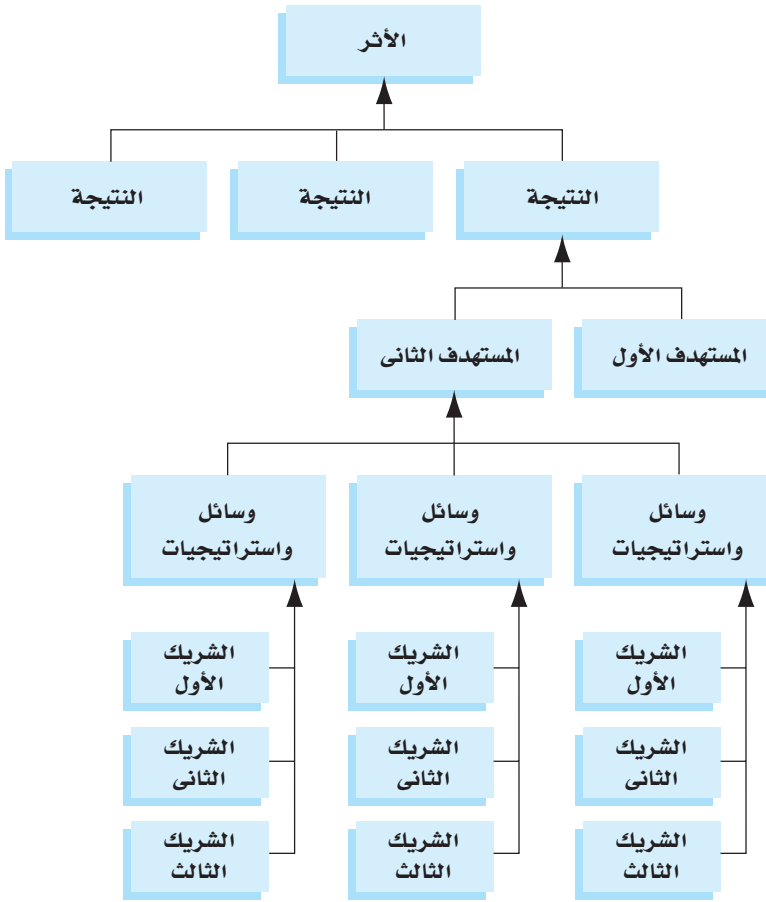 الأثر
النتيجة
النتيجة
النتيجة
المستهدف الأول
المستهدف الثانى
وسائل
واستراتيجيات
وسائل
واستراتيجيات
وسائل
واستراتيجيات
الشريك
الأول
الشريك
الأول
الشريك
الأول
الشريك
الثانى
الشريك
الثانى
الشريك
الثانى
الشريك
الثالث
الشريك
الثالث
الشريك
الثالث